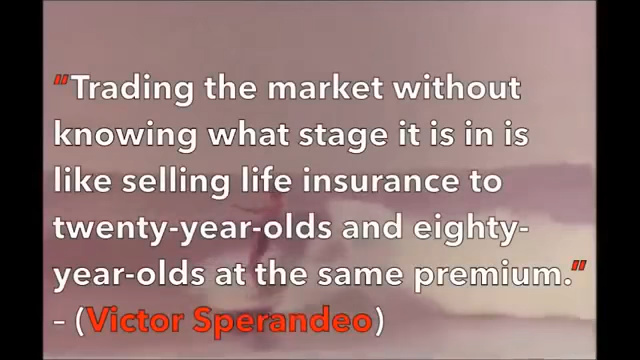 "Trading the market without
knowing what stage it is in is
like selling life insurance to
twenty-year-olds and eighty-
year-olds at the same premium."
– (Victor Sperandeo)